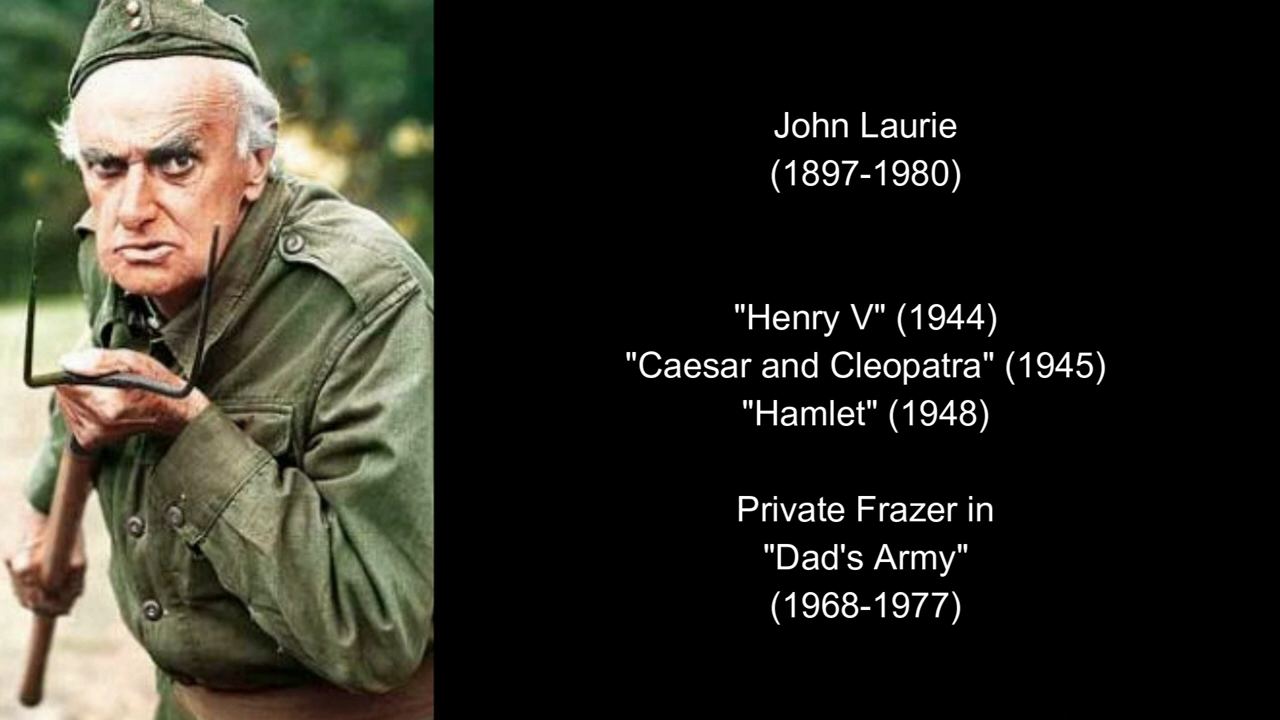 John Laurie
(1897-1980)
"Henry V" (1944)
"Caesar and Cleopatra" (1945)
"Hamlet" (1948)
Private Frazer in
"Dad's Army"
(1968-1977)